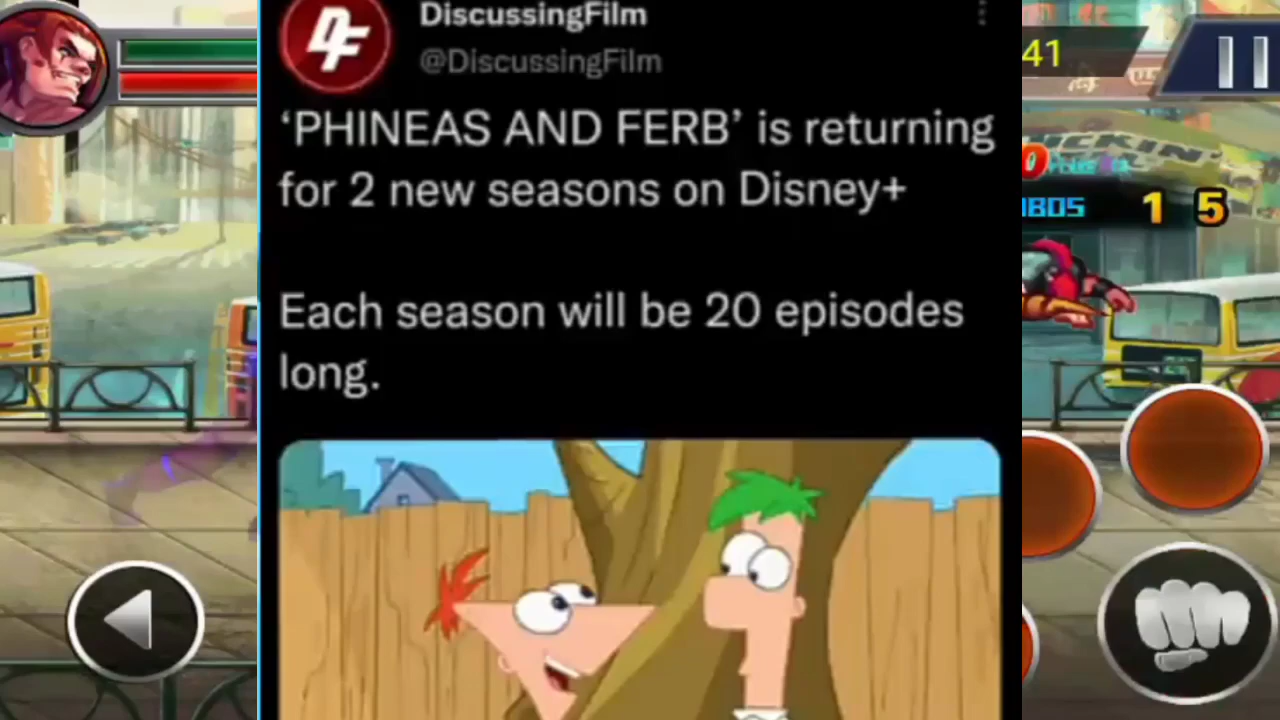 DiscussingFilm
@DiscussingFilm
‘PHINEAS AND FERB’ is returning
for 2 new seasons on Disney+
Each season will be 20 episodes
long.
41
0
1 5